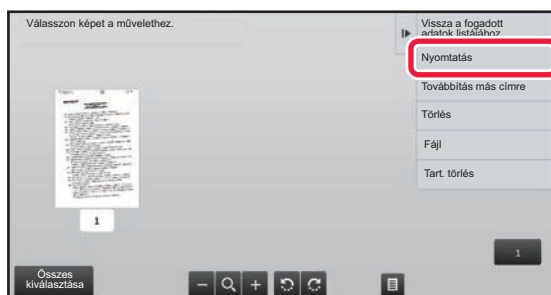 Válasszon képet a művelethez.
Vissza a fogadott
adatok listájához
Nyomtatás
Továbbítás más címre
Törlés
Fájl
Tart. törlés
1
1
Összes
kiválasztása